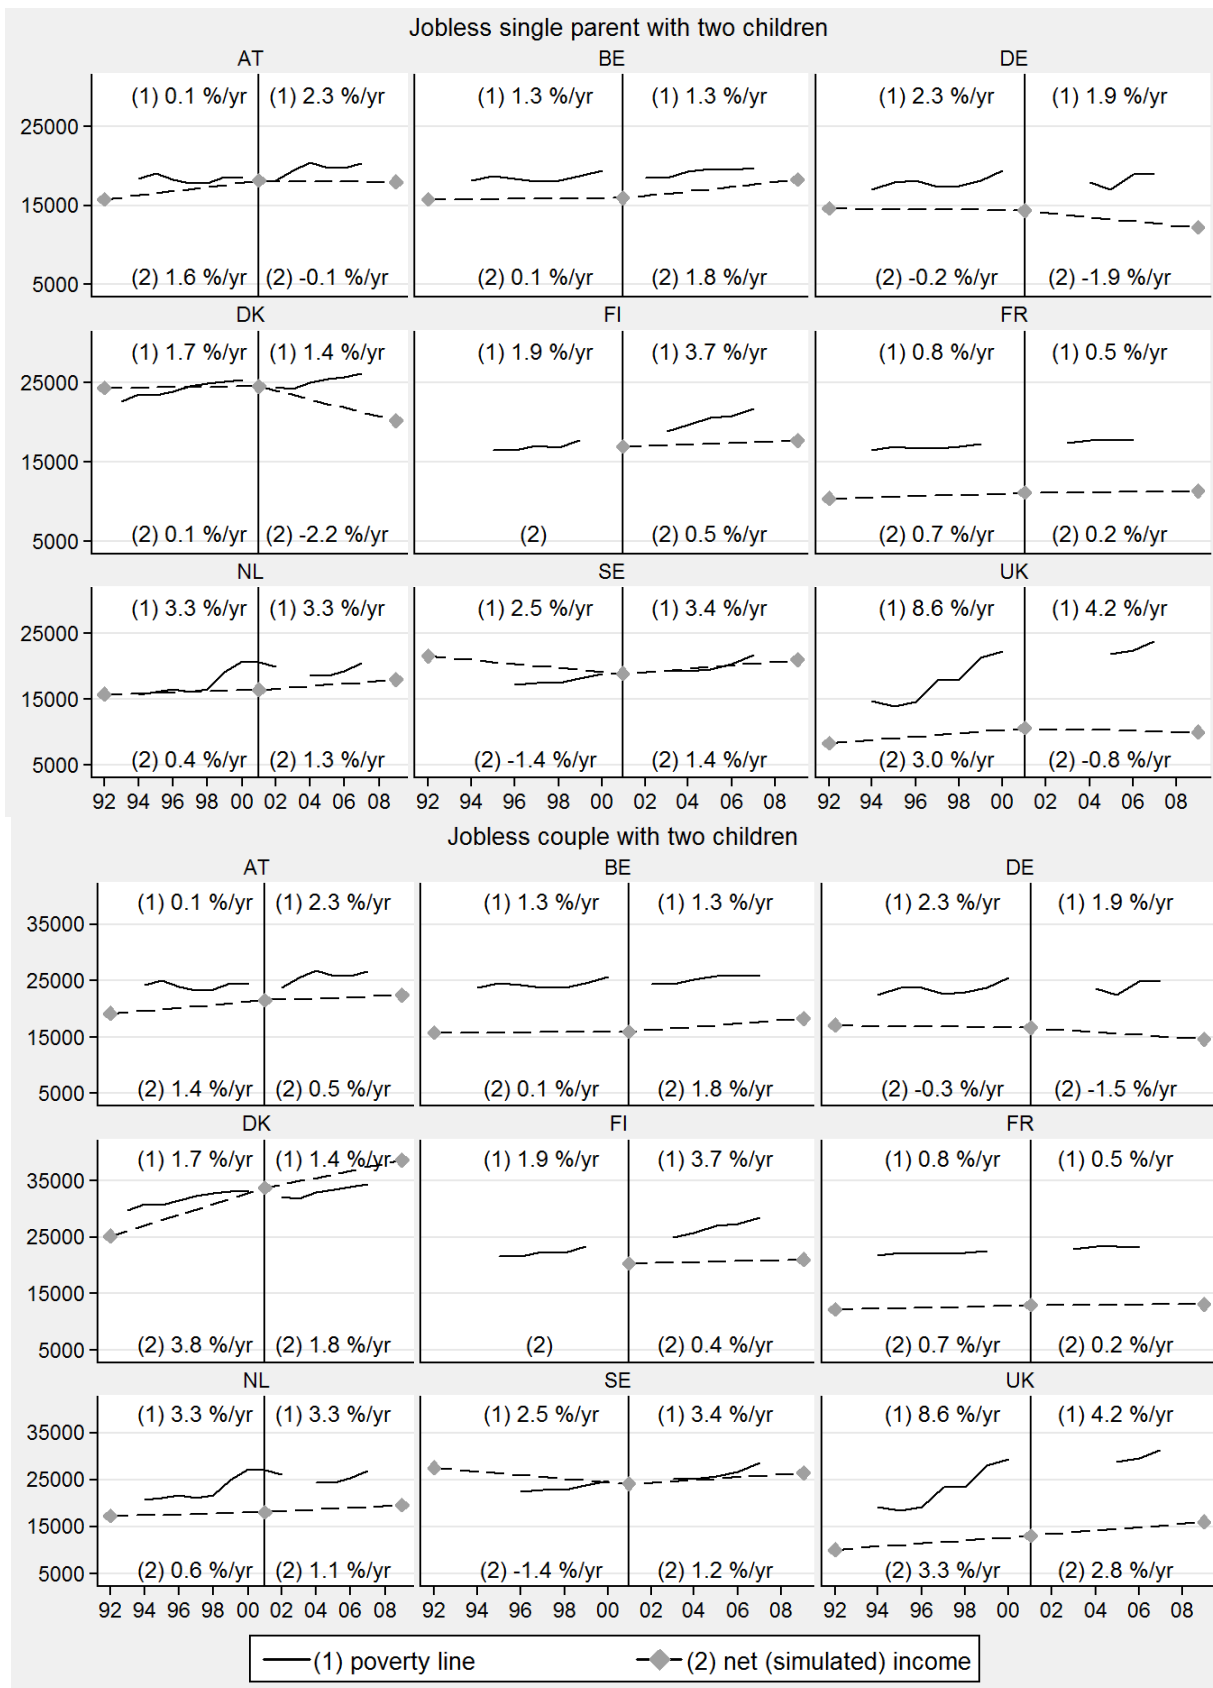 Jobless single parent with two children
AT BE DE
(1) 0.1 %/yr (1) 2.3 %/yr (1) 1.3 %/yr (1) 1.3 %/yr (1) 2.3 %/yr (1) 1.9 %/yr
25000
15000
5000
(2) 1.6 %/yr (2) -0.1 %/yr (2) 0.1 %/yr (2) 1.8 %/yr (2) -0.2 %/yr (2) -1.9 %/yr
DK FI FR
(1) 1.7 %/yr (1) 1.4 %/yr (1) 1.9 %/yr (1) 3.7 %/yr (1) 0.8 %/yr (1) 0.5 %/yr
25000
15000
5000
(2) 0.1 %/yr (2) -2.2 %/yr (2) (2) 0.5 %/yr (2) 0.7 %/yr (2) 0.2 %/yr
NL SE UK
(1) 3.3 %/yr (1) 3.3 %/yr (1) 2.5 %/yr (1) 3.4 %/yr (1) 8.6 %/yr (1) 4.2 %/yr
25000
15000
5000
(2) 0.4 %/yr (2) 1.3 %/yr (2) -1.4 %/yr (2) 1.4 %/yr (2) 3.0 %/yr (2) -0.8 %/yr
92 94 96 98 00 02 04 06 08 92 94 96 98 00 02 04 06 08 92 94 96 98 00 02 04 06 08
Jobless couple with two children
AT BE DE
(1) 0.1 %/yr (1) 2.3 %/yr (1) 1.3 %/yr (1) 1.3 %/yr (1) 2.3 %/yr (1) 1.9 %/yr
35000
25000
15000
5000
(2) 1.4 %/yr (2) 0.5 %/yr (2) 0.1 %/yr (2) 1.8 %/yr (2) -0.3 %/yr (2) -1.5 %/yr
DK FI FR
(1) 1.7 %/yr (1) 1.4 %/yr (1) 1.9 %/yr (1) 3.7 %/yr (1) 0.8 %/yr (1) 0.5 %/yr
35000
25000
15000
5000
(2) 3.8 %/yr (2) 1.8 %/yr (2) (2) 0.4 %/yr (2) 0.7 %/yr (2) 0.2 %/yr
NL SE UK
(1) 3.3 %/yr (1) 3.3 %/yr (1) 2.5 %/yr (1) 3.4 %/yr (1) 8.6 %/yr (1) 4.2 %/yr
35000
25000
15000
5000
(2) 0.6 %/yr (2) 1.1 %/yr (2) -1.4 %/yr (2) 1.2 %/yr (2) 3.3 %/yr (2) 2.8 %/yr
92 94 96 98 00 02 04 06 08 92 94 96 98 00 02 04 06 08 92 94 96 98 00 02 04 06 08
(1) poverty line (2) net (simulated) income